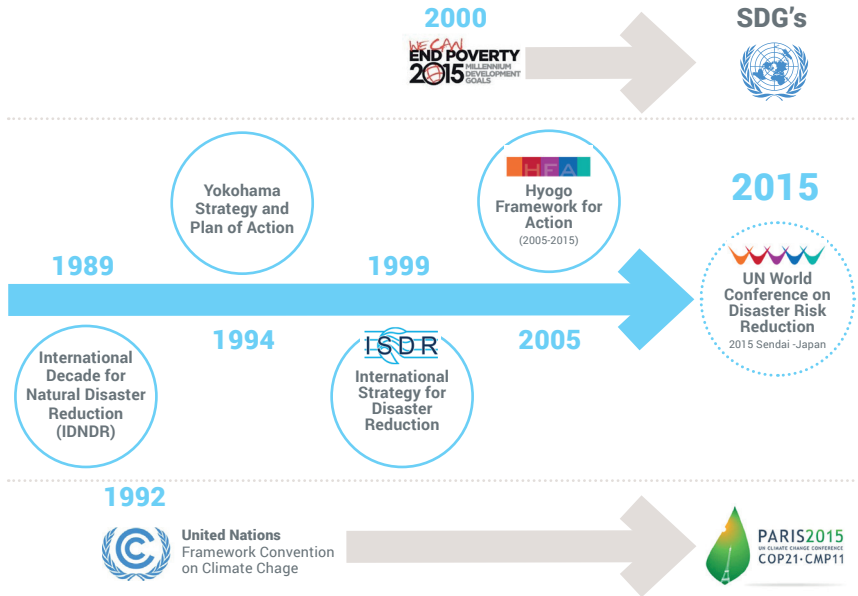 2000
WE CAN
END POVERTY
2015 MILLENNIUM
DEVELOPMENT
GOALS
SDG's
Yokohama
Strategy and
Plan of Action
HFA
Hyogo
Framework for
Action
(2005-2015)
2015
1989
1999
UN World
Conference on
Disaster Risk
Reduction
2015 Sendai -Japan
1994
2005
International
Decade for
Natural Disaster
Reduction
(IDNDR)
ISDR
International
Strategy for
Disaster
Reduction
1992
United Nations
Framework Convention
on Climate Chage
PARIS2015
UN CLIMATE CHANGE CONFERENCE
COP21·CMP11